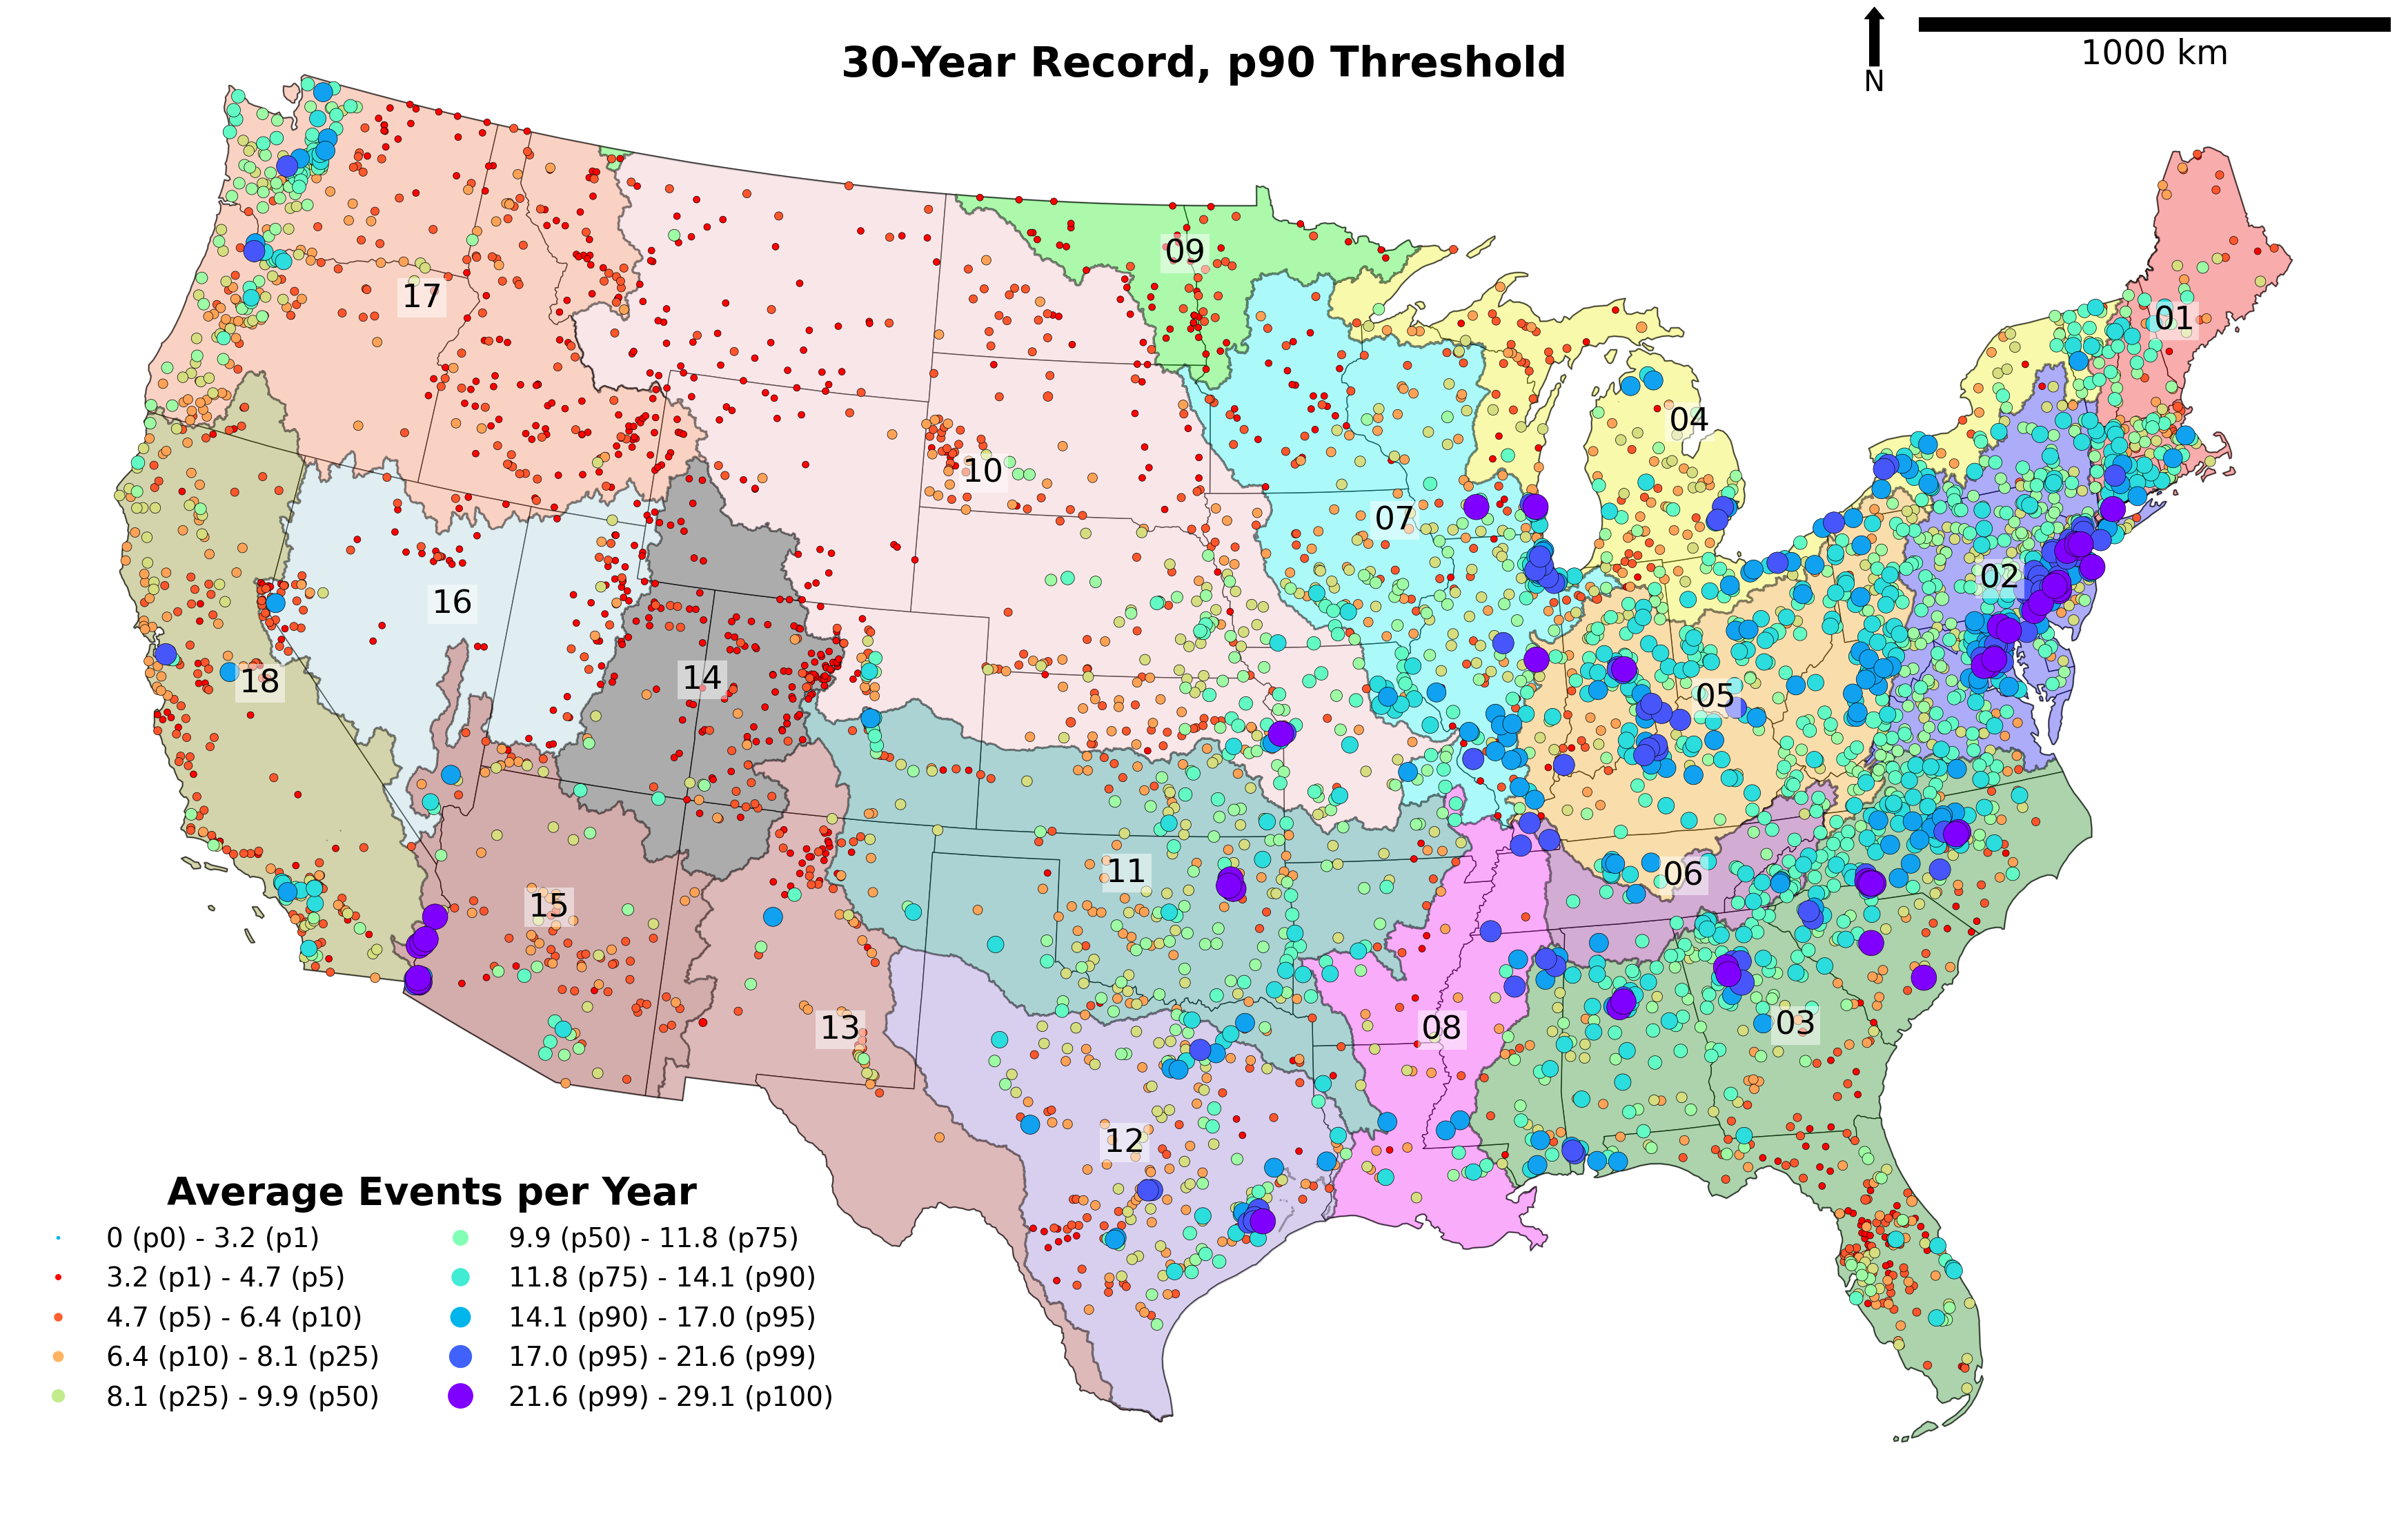 30-Year Record, p90 Threshold
N
1000 km
09
01
17
04
10
07
02
16
14
18
05
11
06
15
13
08
03
12
Average Events per Year
0 (p0) - 3.2 (p1)
3.2 (p1) - 4.7 (p5)
4.7 (p5) - 6.4 (p10)
6.4 (p10) - 8.1 (p25)
8.1 (p25) - 9.9 (p50)
9.9 (p50) - 11.8 (p75)
11.8 (p75) - 14.1 (p90)
14.1 (p90) - 17.0 (p95)
17.0 (p95) - 21.6 (p99)
21.6 (p99) - 29.1 (p100)